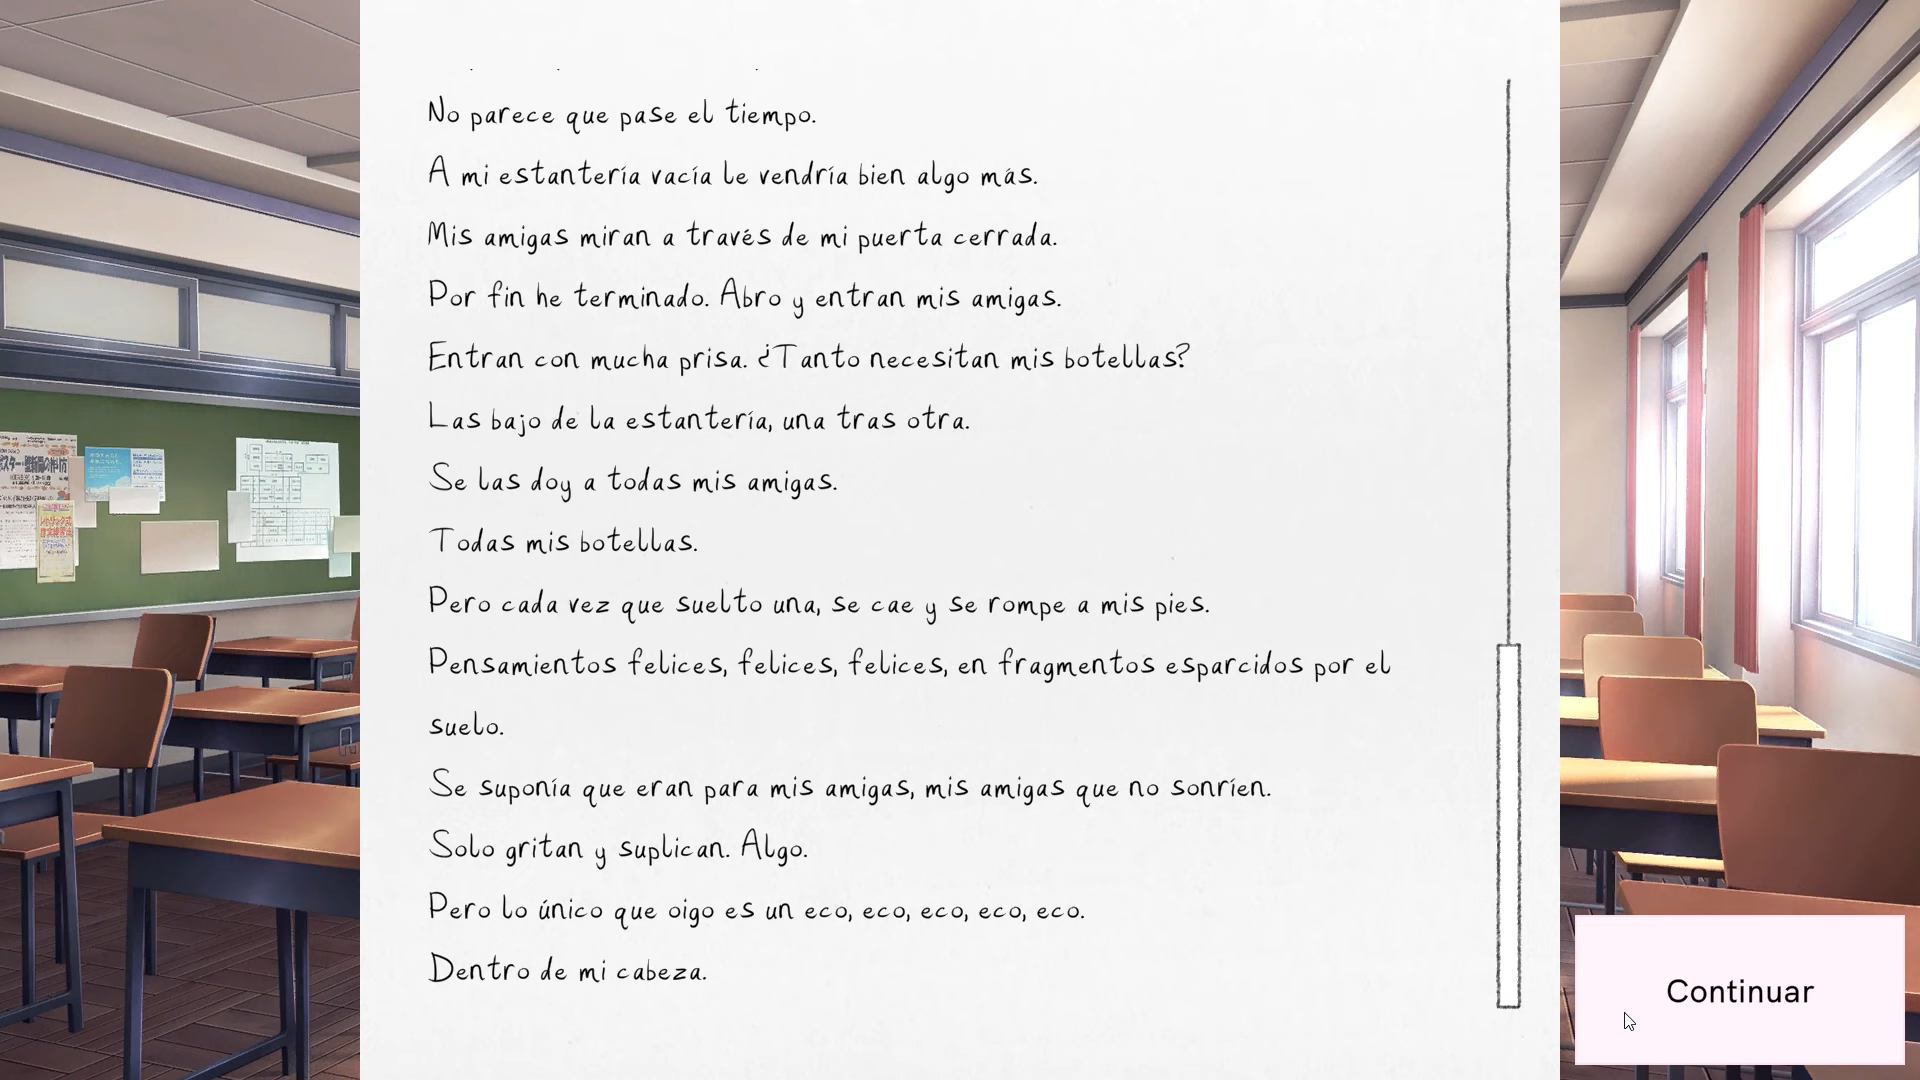 No parece que pase el tiempo.
A mi estantería vacía le vendría bien algo más.
Mis amigas miran a través de mi puerta cerrada.
Por fin he terminado. Abro y entran mis amigas.
Entran con mucha prisa. ¿Tanto necesitan mis botellas?
Las bajo de la estantería, una tras otra.
Se las doy a todas mis amigas.
Todas mis botellas.
Pero cada vez que suelto una, se cae y se rompe a mis pies.
Pensamientos felices, felices, felices, en fragmentos esparcidos por el
suelo.
Se suponía que eran para mis amigas, mis amigas que no sonríen.
Solo gritan y suplican. Algo.
Pero lo único que oigo es un eco, eco, eco, eco, eco.
Dentro de mi cabeza.
Continuar